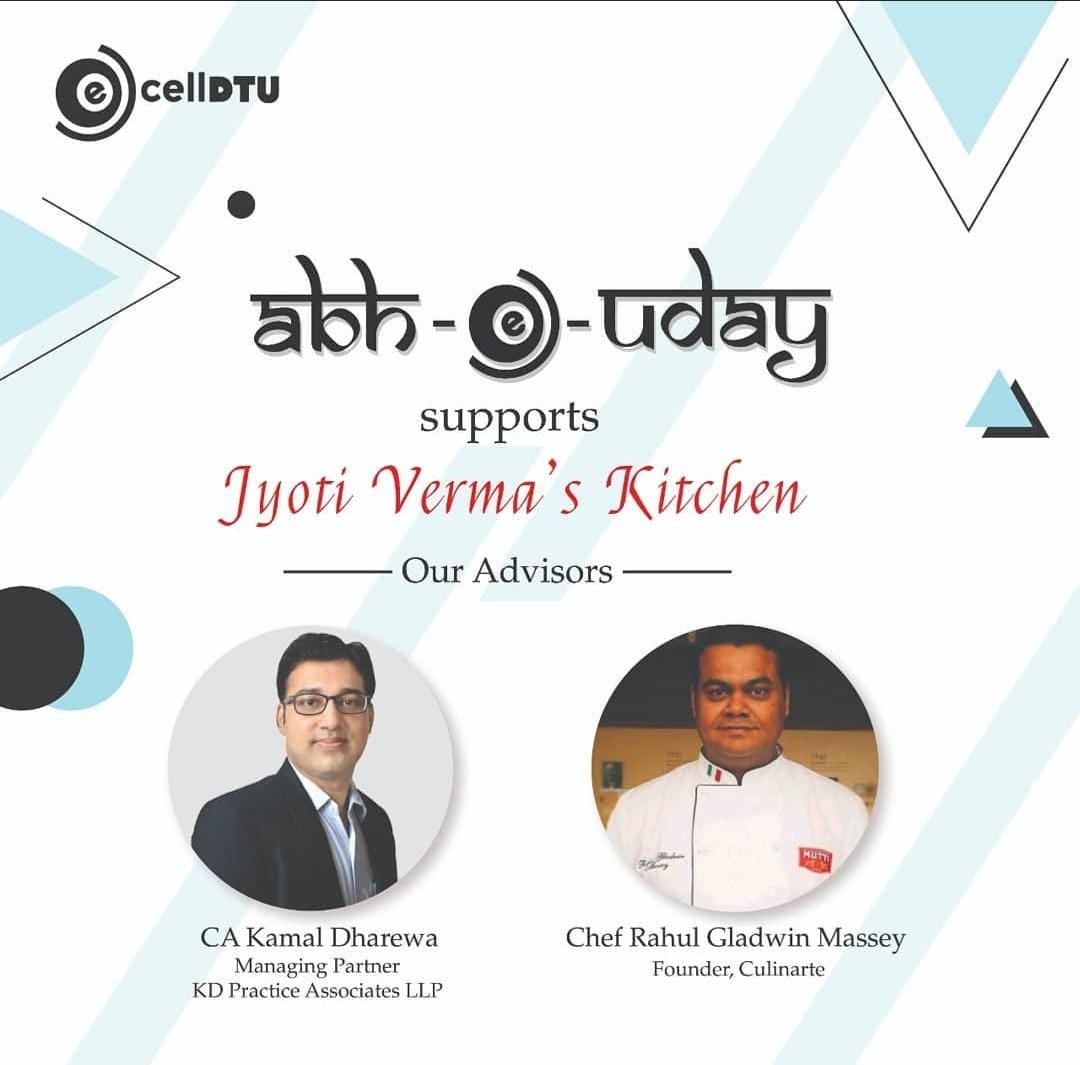 e cellDTU
abh-e-uday
supports
Jyoti Verma's Kitchen
Our Advisors
MUTTI
CA Kamal Dharewa
Managing Partner
KD Practice Associates LLP
Chef Rahul Gladwin Massey
Founder, Culinarte